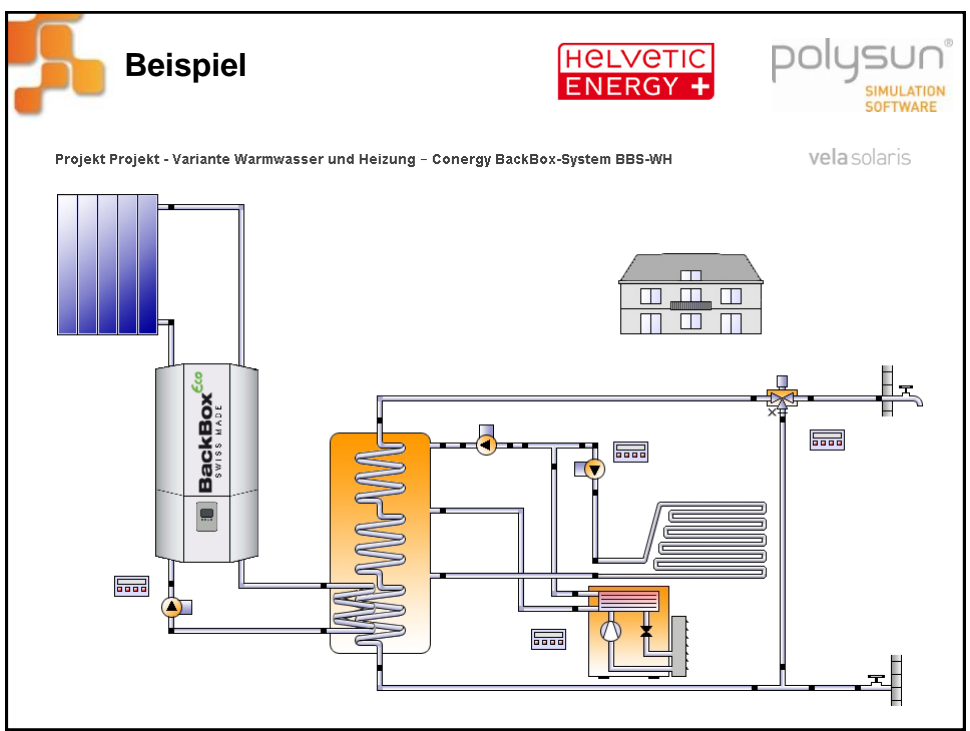 Beispiel
HELVETIC
ENERGY +
polysun®
SIMULATION
SOFTWARE
Projekt Projekt - Variante Warmwasser und Heizung – Conergy BackBox-System BBS-WH
vela solaris
BackBox Eco
SWISS MADE